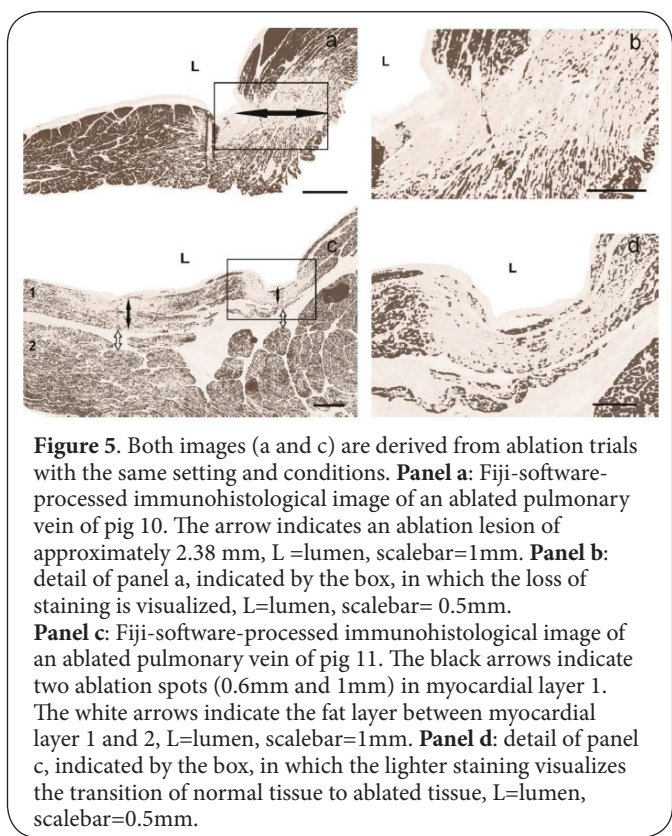 a
L
b
L
c
L
1
2
d
L
Figure 5. Both images (a and c) are derived from ablation trials
with the same setting and conditions. Panel a: Fiji-software-
processed immunohistological image of an ablated pulmonary
vein of pig 10. The arrow indicates an ablation lesion of
approximately 2.38 mm, L =lumen, scalebar=1mm. Panel b:
detail of panel a, indicated by the box, in which the loss of
staining is visualized, L=lumen, scalebar= 0.5mm.
Panel c: Fiji-software-processed immunohistological image of
an ablated pulmonary vein of pig 11. The black arrows indicate
two ablation spots (0.6mm and 1mm) in myocardial layer 1.
The white arrows indicate the fat layer between myocardial
layer 1 and 2, L=lumen, scalebar=1mm. Panel d: detail of panel
c, indicated by the box, in which the lighter staining visualizes
the transition of normal tissue to ablated tissue, L=lumen,
scalebar=0.5mm.